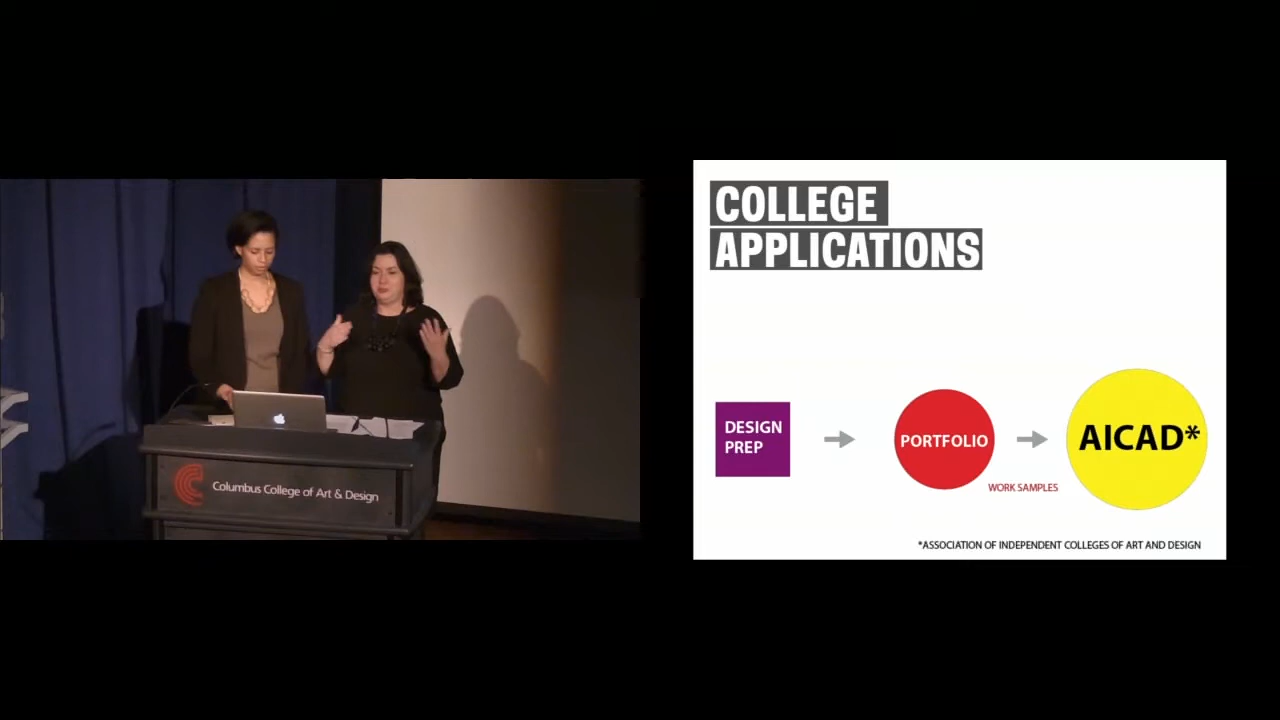 Columbus College of Art & Design
COLLEGE
APPLICATIONS
DESIGN
PREP
PORTFOLIO
AICAD*
WORK SAMPLES
*ASSOCIATION OF INDEPENDENT COLLEGES OF ART AND DESIGN